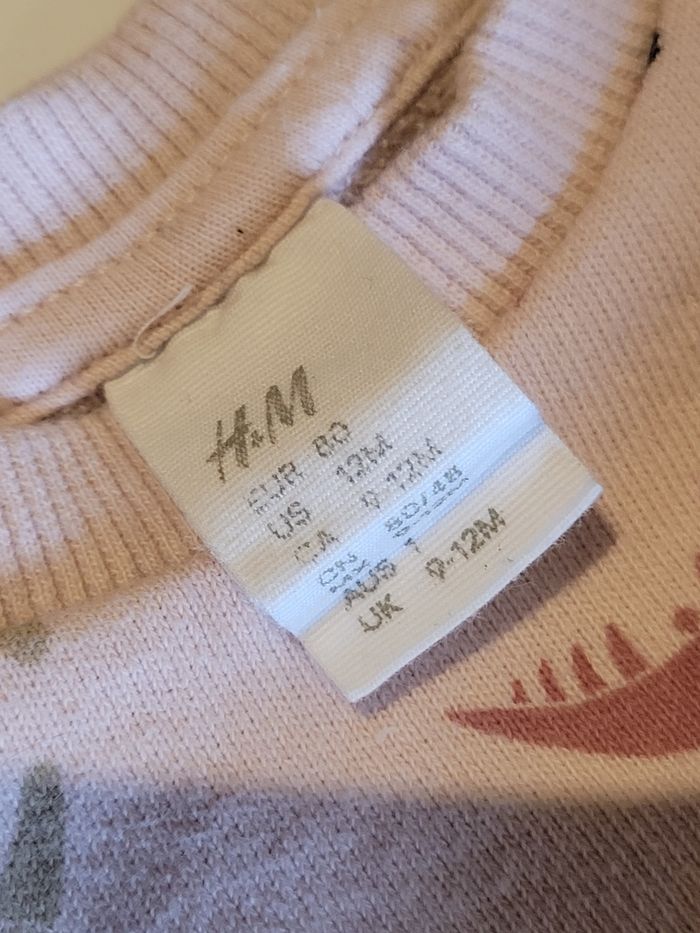 H&M
EUR 80
US 12M
CA 9-12M
CN 80/48
AUS 1
UK 9-12M